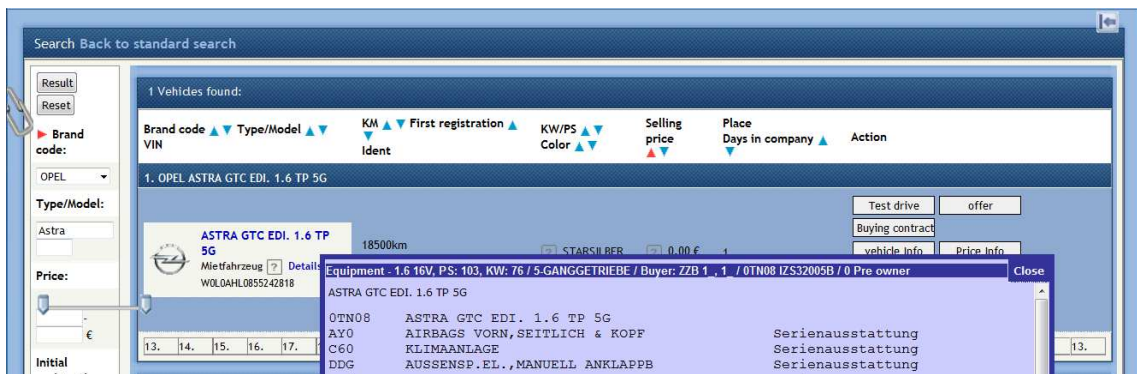 Search Back to standard search
Result
Reset
Brand code:
OPEL
Type/Model:
Astra
Price:
-
€
Initial
1 Vehicles found:
Brand code Type/Model
VIN
KM First registration
Ident
KW/PS
Color
Selling price
Place
Days in company
Action
1. OPEL ASTRA GTC EDI. 1.6 TP 5G
ASTRA GTC EDI. 1.6 TP
5G
Mietfahrzeug ? Details
W0L0AHL0855242818
18500km
? STARSILBER
? 0.00 €
1
Test drive
offer
Buying contract
vehicle Info
Price Info
Equipment - 1.6 16V, PS: 103, KW: 76 / 5-GANGGETRIEBE / Buyer: ZZB 1_, 1_ / 0TN08 IZS32005B / 0 Pre owner
Close
ASTRA GTC EDI. 1.6 TP 5G
0TN08 ASTRA GTC EDI. 1.6 TP 5G
AY0 AIRBAGS VORN,SEITLICH & KOPF Serienausstattung
C60 KLIMAANLAGE Serienausstattung
DDG AUSSENSP.EL.,MANUELL ANKLAPPB Serienausstattung
13. 14. 15. 16. 17. 13.